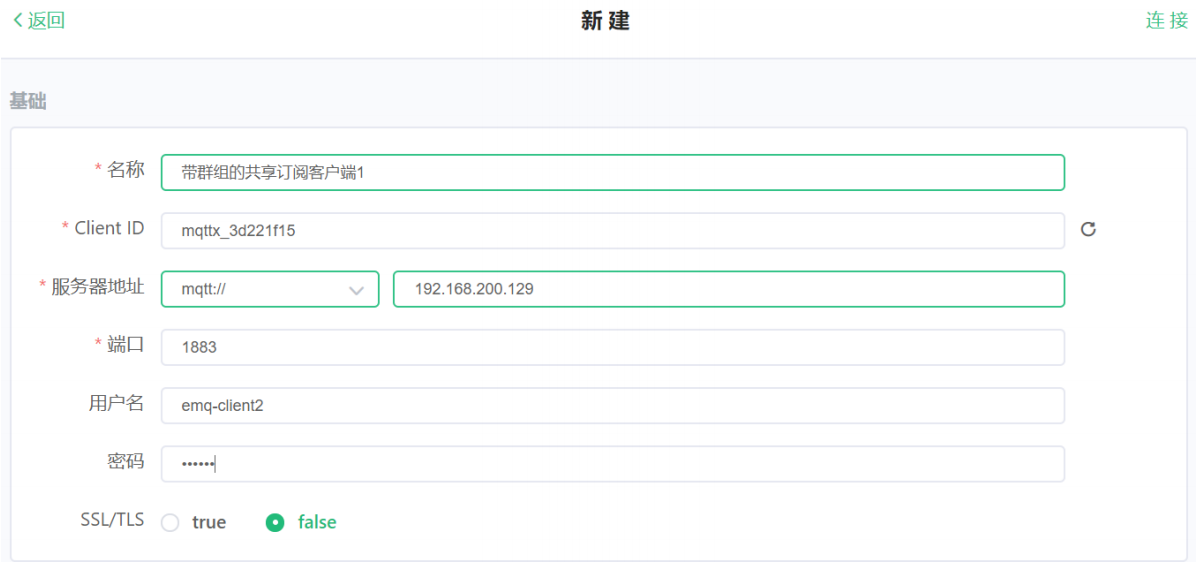 返回 新建 连接
基础
* 名称 带群组的共享订阅客户端1
* Client ID mqttx_3d221f15
* 服务器地址 mqtt:// 192.168.200.129
* 端口 1883
用户名 emq-client2
密码 ••••••
SSL/TLS true false